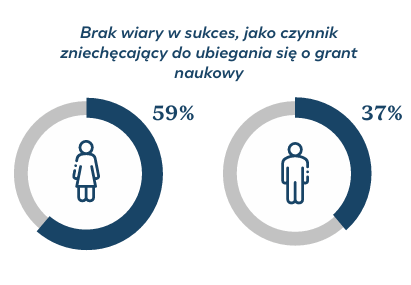 Brak wiary w sukces, jako czynnik
zniechęcający do ubiegania się o grant
naukowy
59%
37%